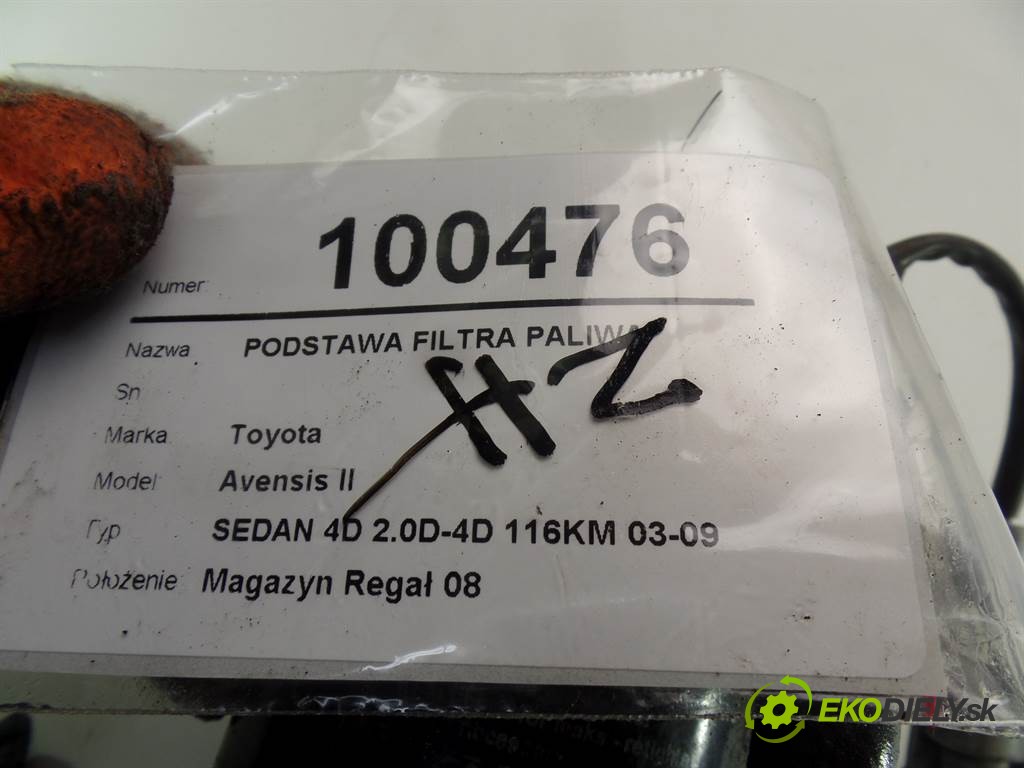 Numer 100476
Nazwa PODSTAWA FILTRA PALIWA
Sn
Marka Toyota
Model Avensis II
Typ SEDAN 4D 2.0D-4D 116KM 03-09
Położenie Magazyn Regał 08
EKODIELY.sk